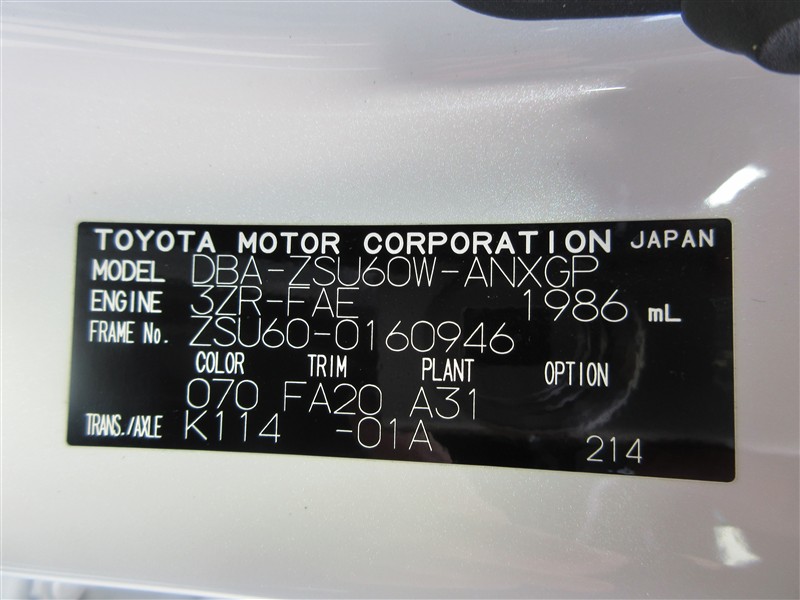 TOYOTA MOTOR CORPORATION JAPAN
MODEL DBA-ZSU60W-ANXGP
ENGINE 3ZR-FAE 1986 mL
FRAME No. ZSU60-0160946
COLOR TRIM PLANT OPTION
070 FA20 A31
TRANS./AXLE K114 -01A
214